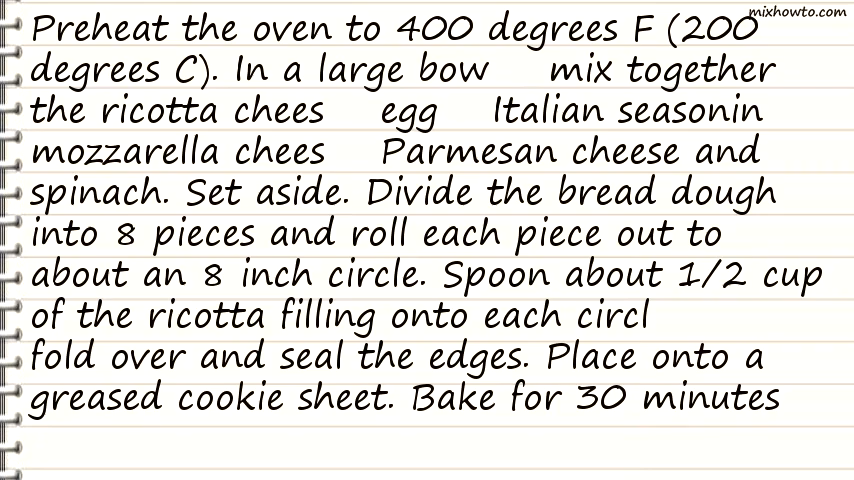 mixhowto.com
Preheat the oven to 400 degrees F (200
degrees C). In a large bow mix together
the ricotta chees egg Italian seasonin
mozzarella chees Parmesan cheese and
spinach. Set aside. Divide the bread dough
into 8 pieces and roll each piece out to
about an 8 inch circle. Spoon about 1/2 cup
of the ricotta filling onto each circl
fold over and seal the edges. Place onto a
greased cookie sheet. Bake for 30 minutes